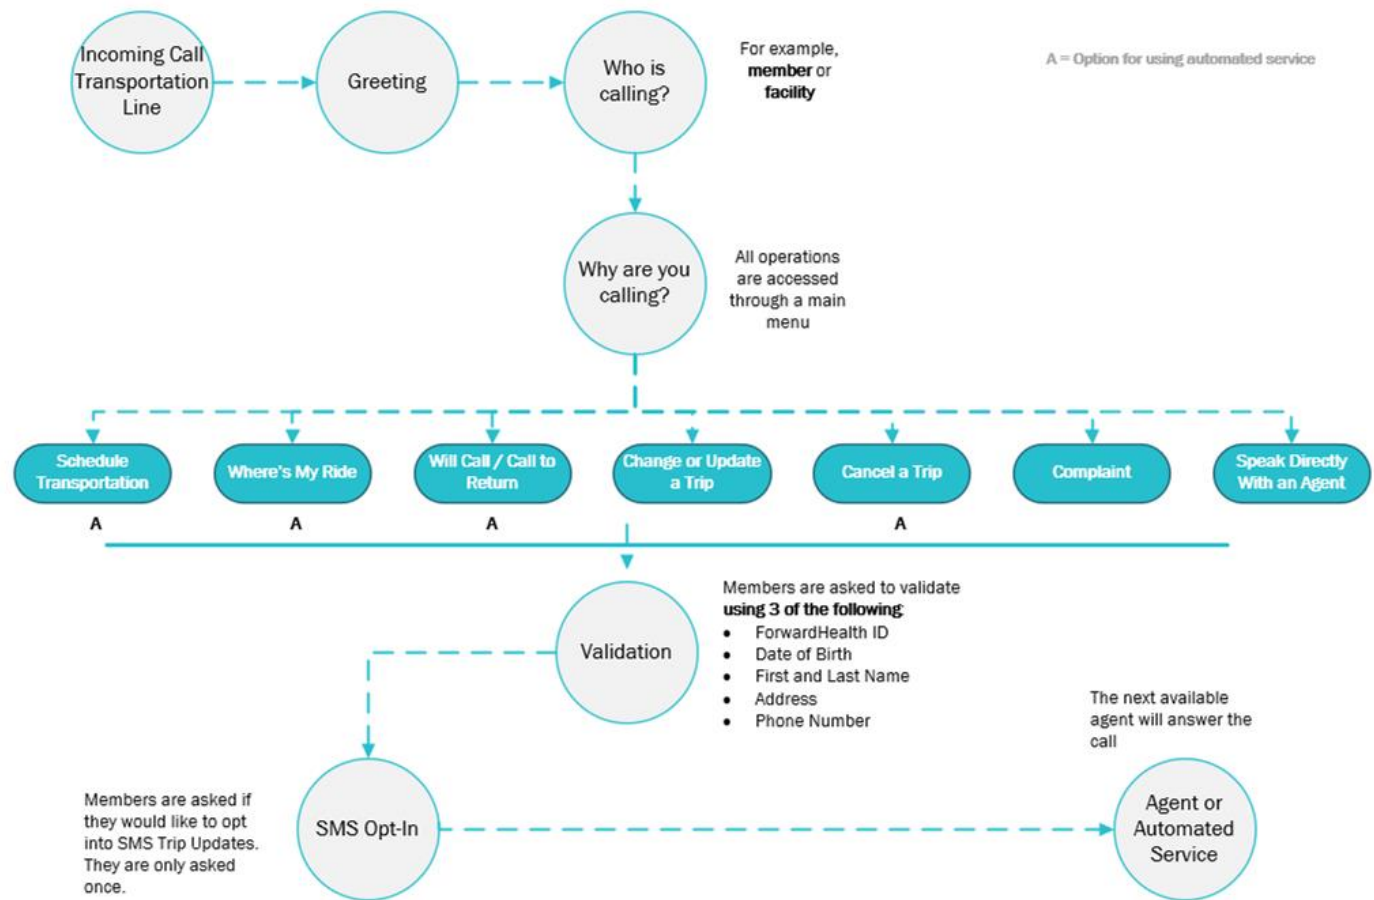 Incoming Call
Transportation
Line
Greeting
Who is
calling?
For example,
member or
facility
A = Option for using automated service
Why are you
calling?
All operations
are accessed
through a main
menu
Schedule
Transportation
Where's My Ride
Will Call / Call to
Return
Change or Update
a Trip
Cancel a Trip
Complaint
Speak Directly
With an Agent
A
A
A
A
Validation
Members are asked to validate
using 3 of the following:
• ForwardHealth ID
• Date of Birth
• First and Last Name
• Address
• Phone Number
Members are asked if
they would like to opt
into SMS Trip Updates.
They are only asked
once.
SMS Opt-In
The next available
agent will answer the
call
Agent or
Automated
Service